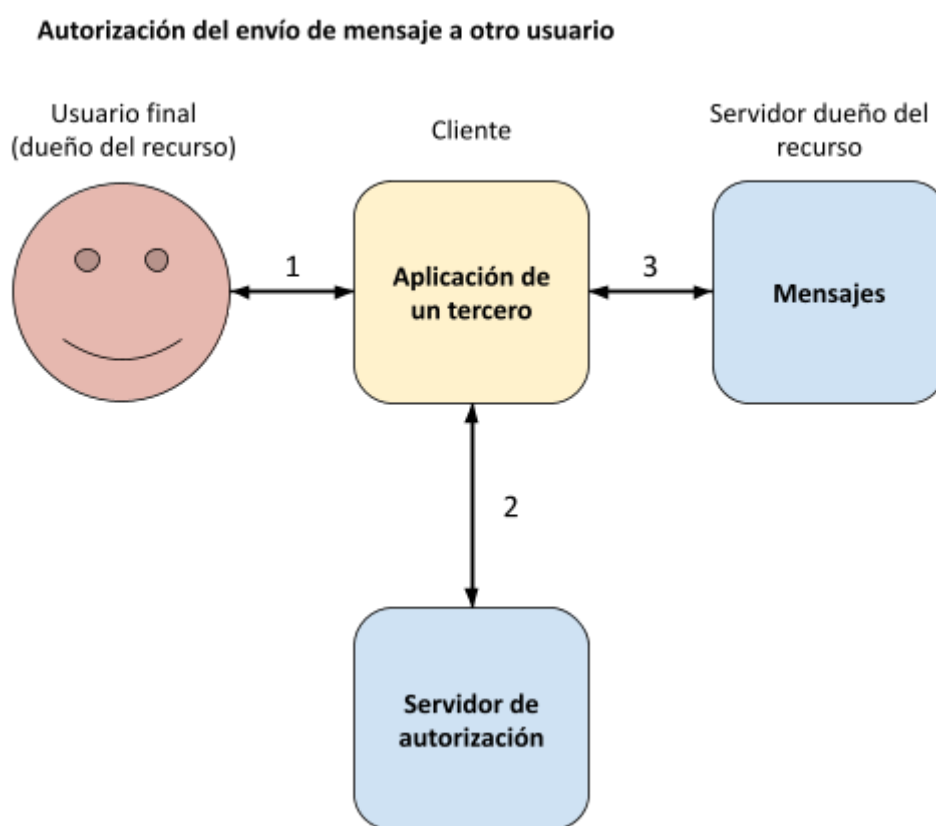 Autorización del envío de mensaje a otro usuario
Usuario final
(dueño del recurso)
Cliente
Servidor dueño del
recurso
1
Aplicación de
un tercero
3
Mensajes
2
Servidor de
autorización